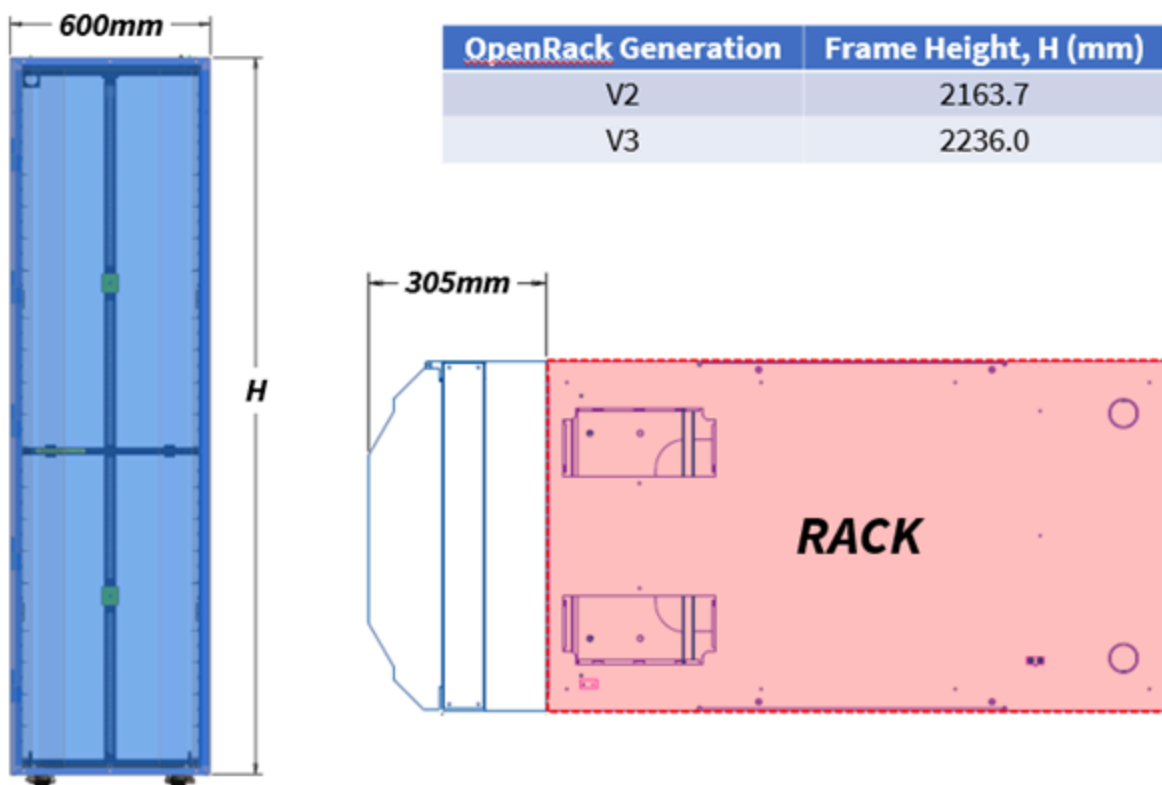 600mm
OpenRack Generation Frame Height, H (mm)
V2 2163.7
V3 2236.0
305mm
H
RACK